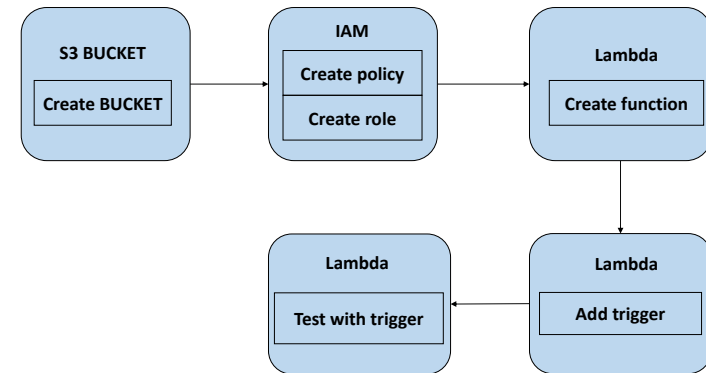 S3 BUCKET
Create BUCKET
IAM
Create policy
Create role
Lambda
Create function
Lambda
Add trigger
Lambda
Test with trigger